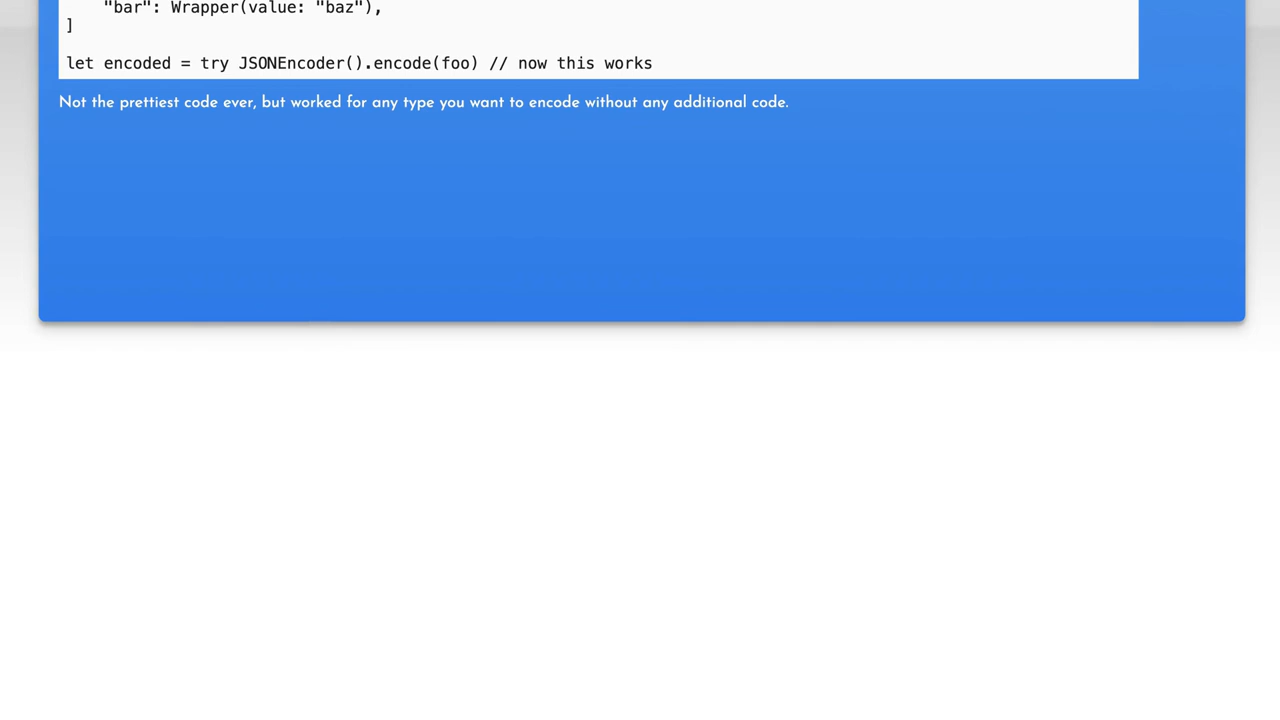 "bar": Wrapper(value: "baz"),
]
let encoded = try JSONEncoder().encode(foo) // now this works
Not the prettiest code ever, but worked for any type you want to encode without any additional code.